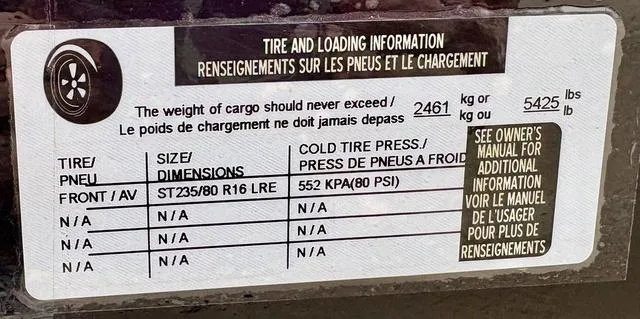 TIRE AND LOADING INFORMATION
RENSEIGNEMENTS SUR LES PNEUS ET LE CHARGEMENT
The weight of cargo should never exceed / 2461 kg or 5425 lbs
Le poids de chargement ne doit jamais depass kg ou lb
TIRE/ SIZE/ COLD TIRE PRESS./
PNEU DIMENSIONS PRESS DE PNEUS A FROID
FRONT / AV ST235/80 R16 LRE 552 KPA(80 PSI)
N / A N / A N / A
N / A N / A N / A
N / A N / A N / A
SEE OWNER'S
MANUAL FOR
ADDITIONAL
INFORMATION
VOIR LE MANUEL
DE L'USAGER
POUR PLUS DE
RENSEIGNEMENTS